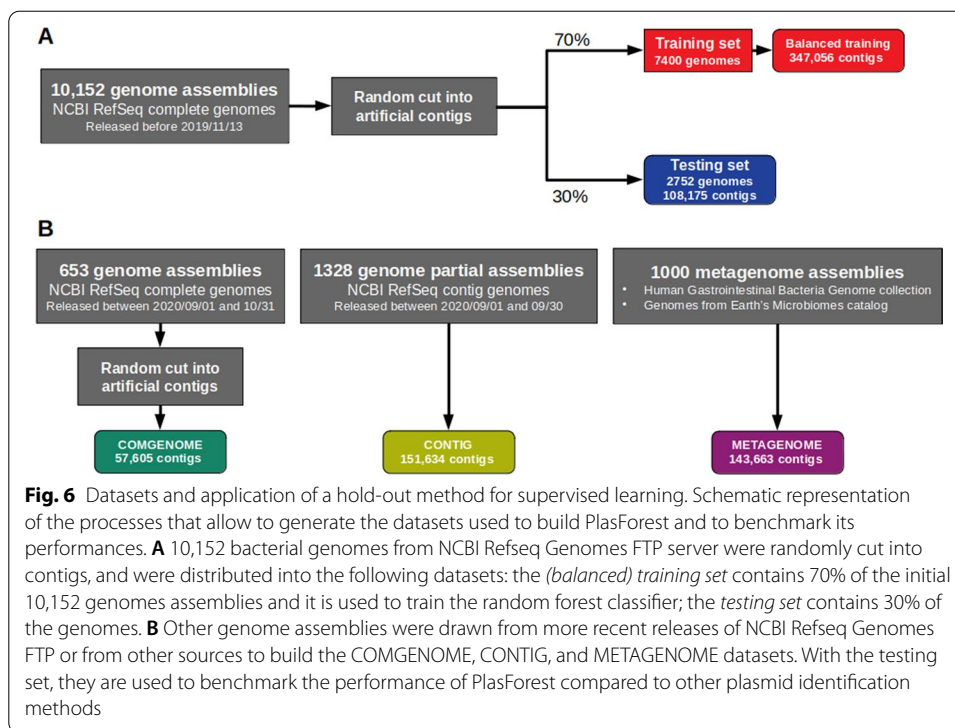 A
10,152 genome assemblies
NCBI RefSeq complete genomes
Released before 2019/11/13
Random cut into
artificial contigs
70%
Training set
7400 genomes
Balanced training
347,056 contigs
30%
Testing set
2752 genomes
108,175 contigs
B
653 genome assemblies
NCBI RefSeq complete genomes
Released between 2020/09/01 and 10/31
1328 genome partial assemblies
NCBI RefSeq contig genomes
Released between 2020/09/01 and 09/30
1000 metagenome assemblies
• Human Gastrointestinal Bacteria Genome collection
• Genomes from Earth's Microbiomes catalog
Random cut into
artificial contigs
COMGENOME
57,605 contigs
CONTIG
151,634 contigs
METAGENOME
143,663 contigs
Fig. 6 Datasets and application of a hold-out method for supervised learning. Schematic representation
of the processes that allow to generate the datasets used to build PlasForest and to benchmark its
performances. A 10,152 bacterial genomes from NCBI Refseq Genomes FTP server were randomly cut into
contigs, and were distributed into the following datasets: the (balanced) training set contains 70% of the initial
10,152 genomes assemblies and it is used to train the random forest classifier; the testing set contains 30% of
the genomes. B Other genome assemblies were drawn from more recent releases of NCBI Refseq Genomes
FTP or from other sources to build the COMGENOME, CONTIG, and METAGENOME datasets. With the testing
set, they are used to benchmark the performance of PlasForest compared to other plasmid identification
methods